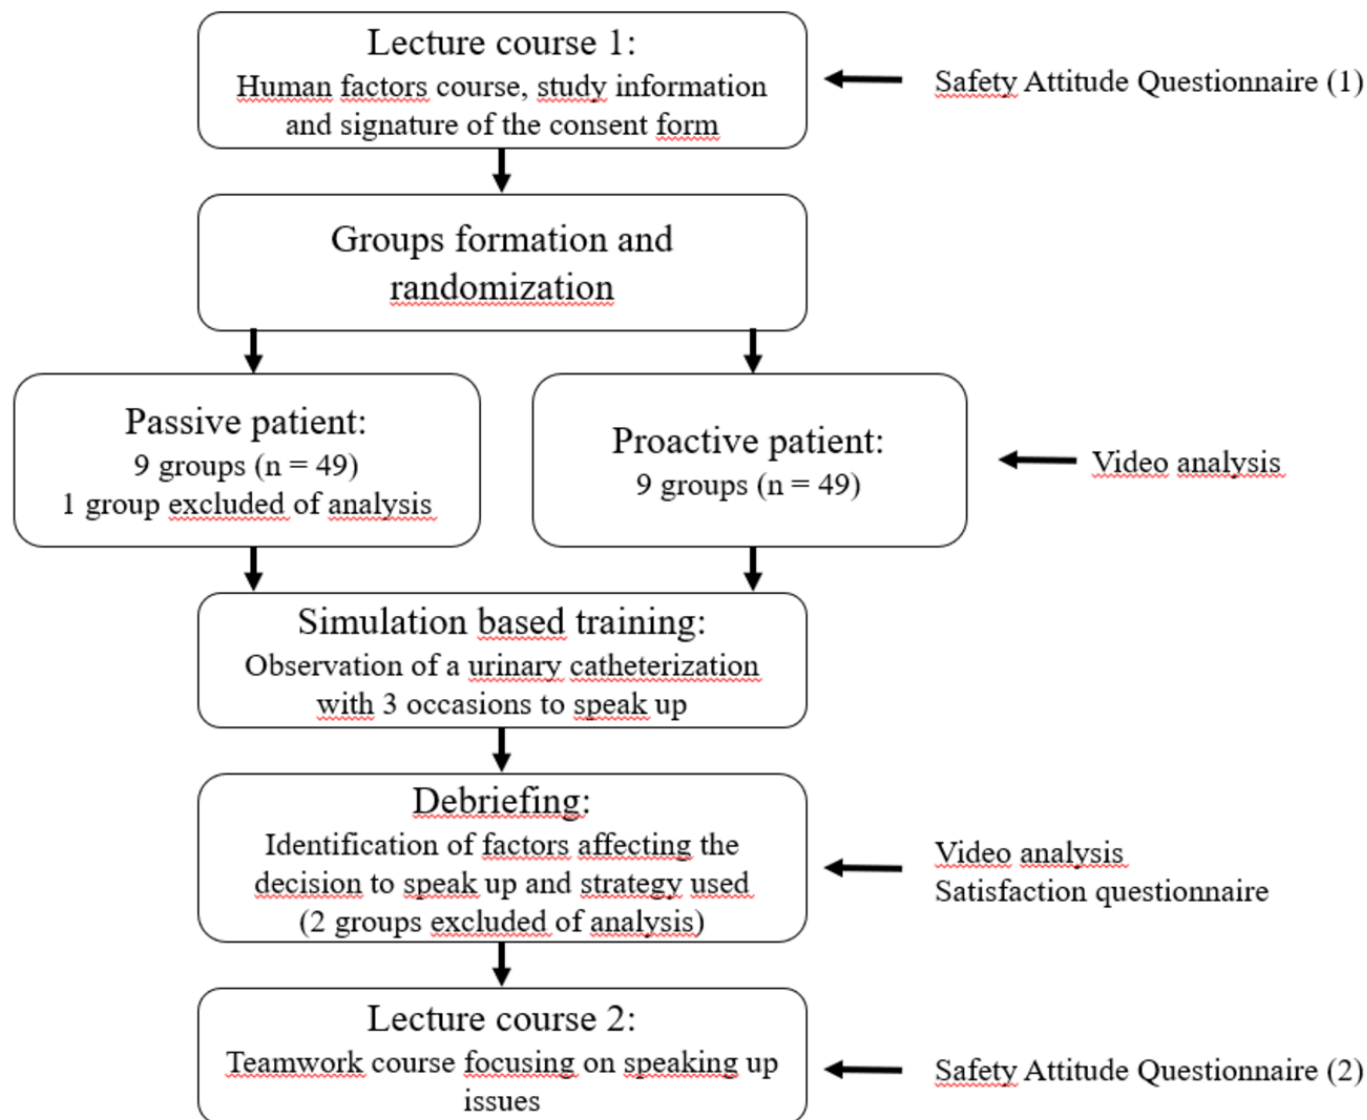 Lecture course 1:
Human factors course, study information
and signature of the consent form
Safety Attitude Questionnaire (1)
Groups formation and
randomization
Passive patient:
9 groups (n = 49)
1 group excluded of analysis
Proactive patient:
9 groups (n = 49)
Video analysis
Simulation based training:
Observation of a urinary catheterization
with 3 occasions to speak up
Debriefing:
Identification of factors affecting the
decision to speak up and strategy used
(2 groups excluded of analysis)
Video analysis
Satisfaction questionnaire
Lecture course 2:
Teamwork course focusing on speaking up
issues
Safety Attitude Questionnaire (2)